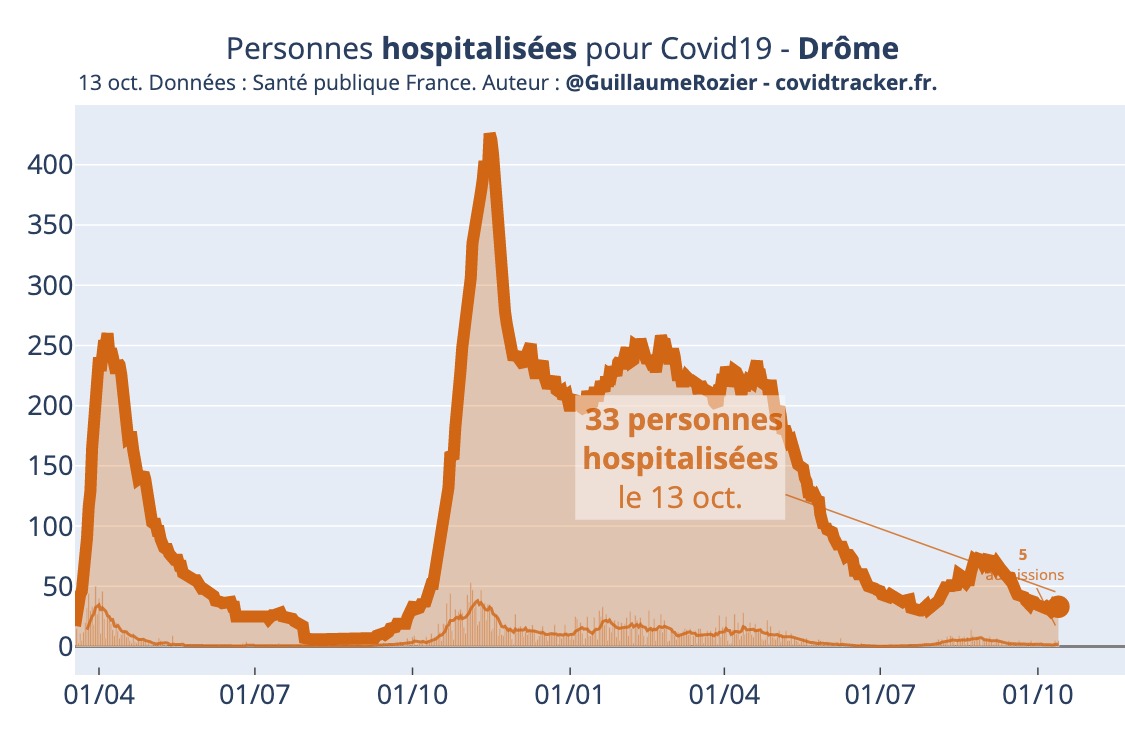 Personnes hospitalisées pour Covid19 - Drôme
13 oct. Données : Santé publique France. Auteur : @GuillaumeRozier - covidtracker.fr.
400
350
300
250
200
150
100
50
0
33 personnes
hospitalisées
le 13 oct.
5
admissions
01/04 01/07 01/10 01/01 01/04 01/07 01/10